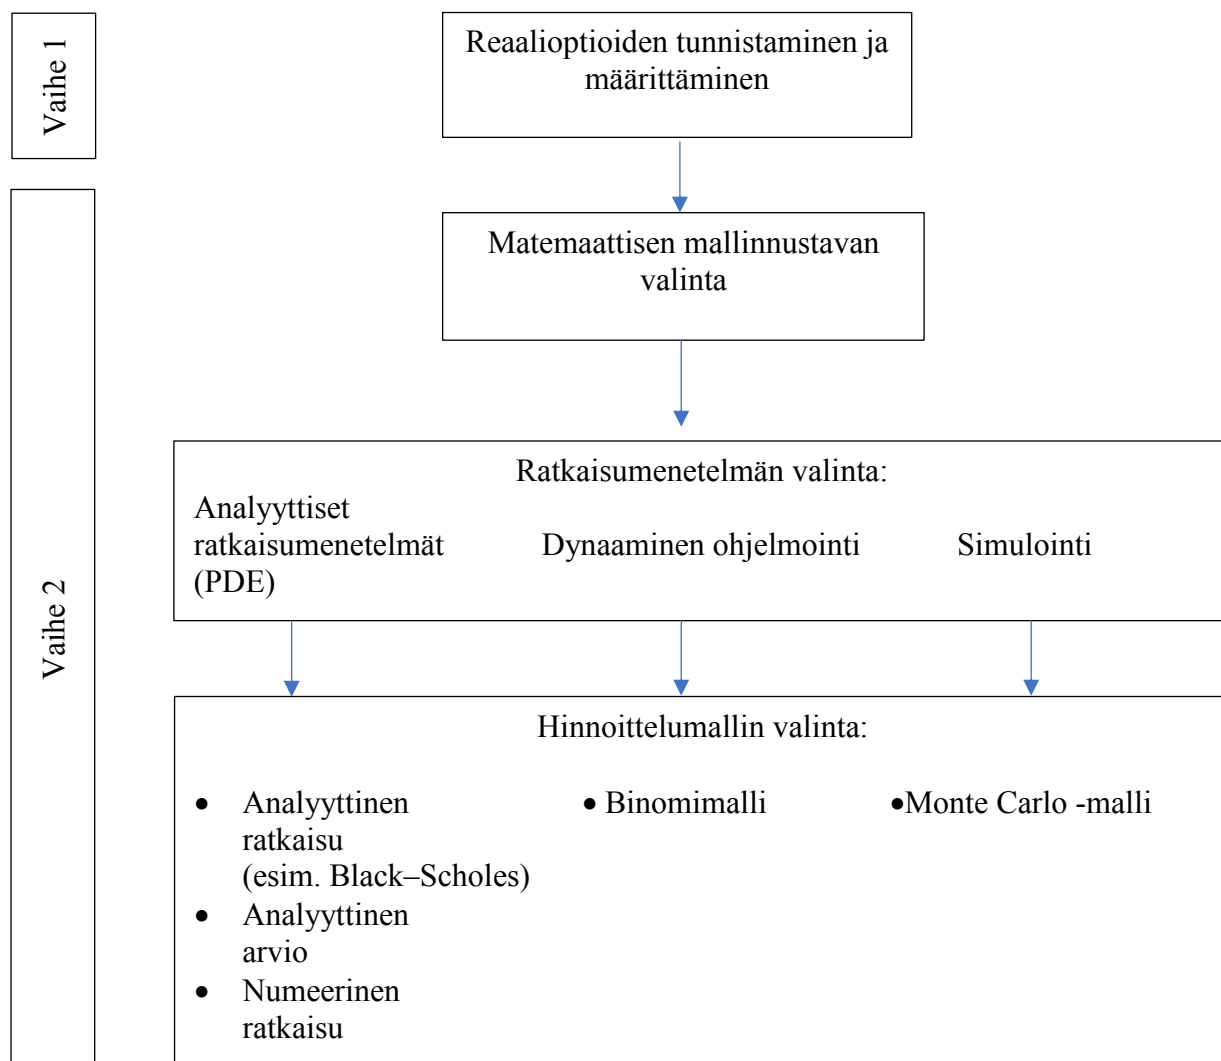 Vaihe 1
Reaalioptioiden tunnistaminen ja
määrittäminen
Vaihe 2
Matemaattisen mallinnustavan
valinta
Ratkaisumenetelmän valinta:
Analyyttiset
ratkaisumenetelmät Dynaaminen ohjelmointi Simulointi
(PDE)
Hinnoittelumallin valinta:
• Analyyttinen • Binomimalli •Monte Carlo -malli
ratkaisu
(esim. Black–Scholes)
• Analyyttinen
arvio
• Numeerinen
ratkaisu